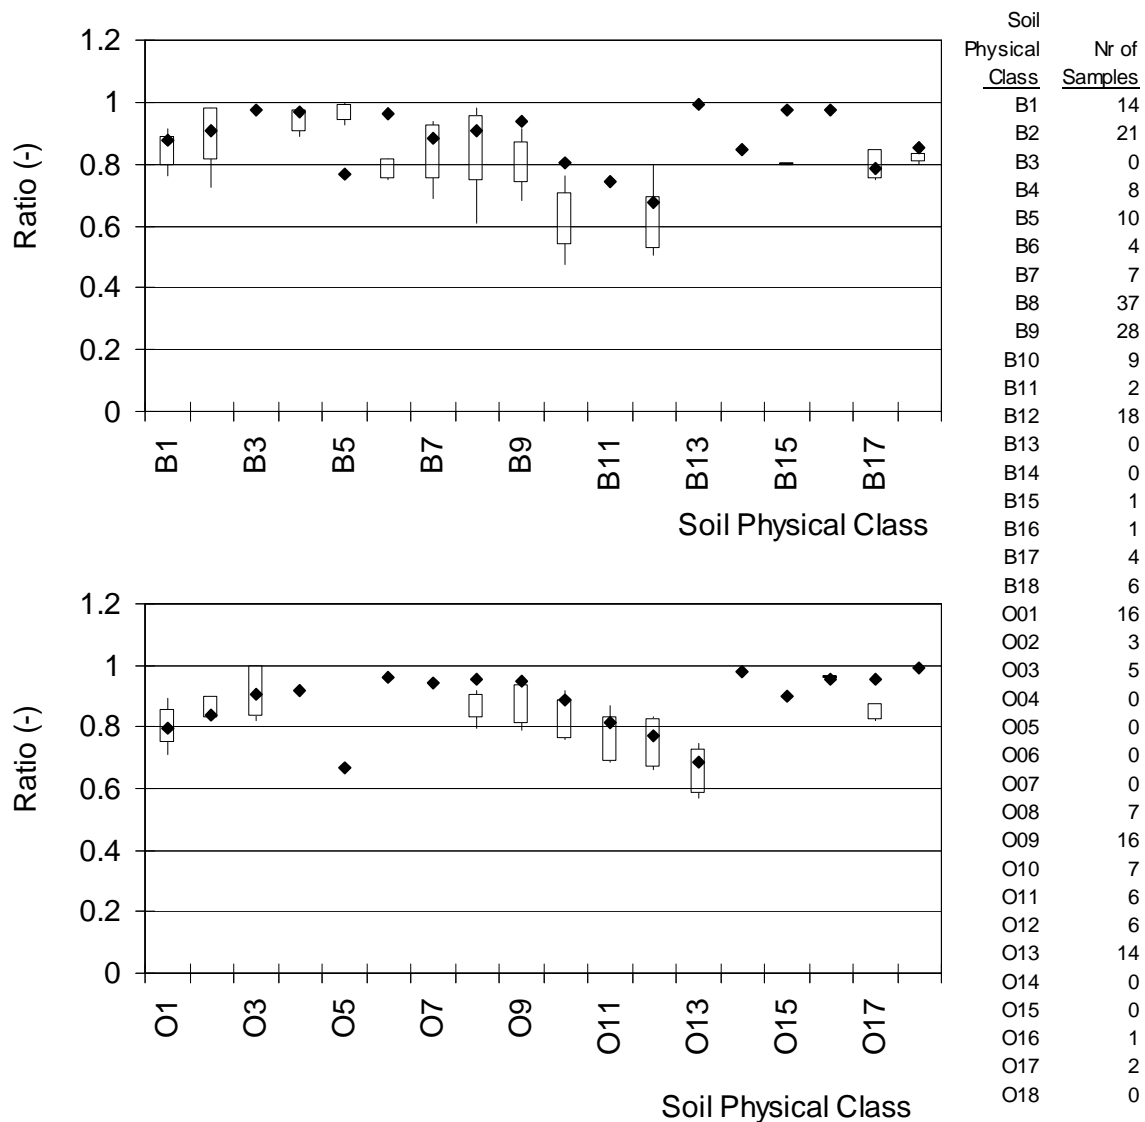 1.2
1
0.8
0.6
0.4
0.2
0
Ratio (-)
B1
B3
B5
B7
B9
B11
B13
B15
B17
Soil Physical Class
1.2
1
0.8
0.6
0.4
0.2
0
Ratio (-)
O1
O3
O5
O7
O9
O11
O13
O15
O17
Soil Physical Class
Soil
Physical Nr of
Class Samples
B1 14
B2 21
B3 0
B4 8
B5 10
B6 4
B7 7
B8 37
B9 28
B10 9
B11 2
B12 18
B13 0
B14 0
B15 1
B16 1
B17 4
B18 6
O01 16
O02 3
O03 5
O04 0
O05 0
O06 0
O07 0
O08 7
O09 16
O10 7
O11 6
O12 6
O13 14
O14 0
O15 0
O16 1
O17 2
O18 0